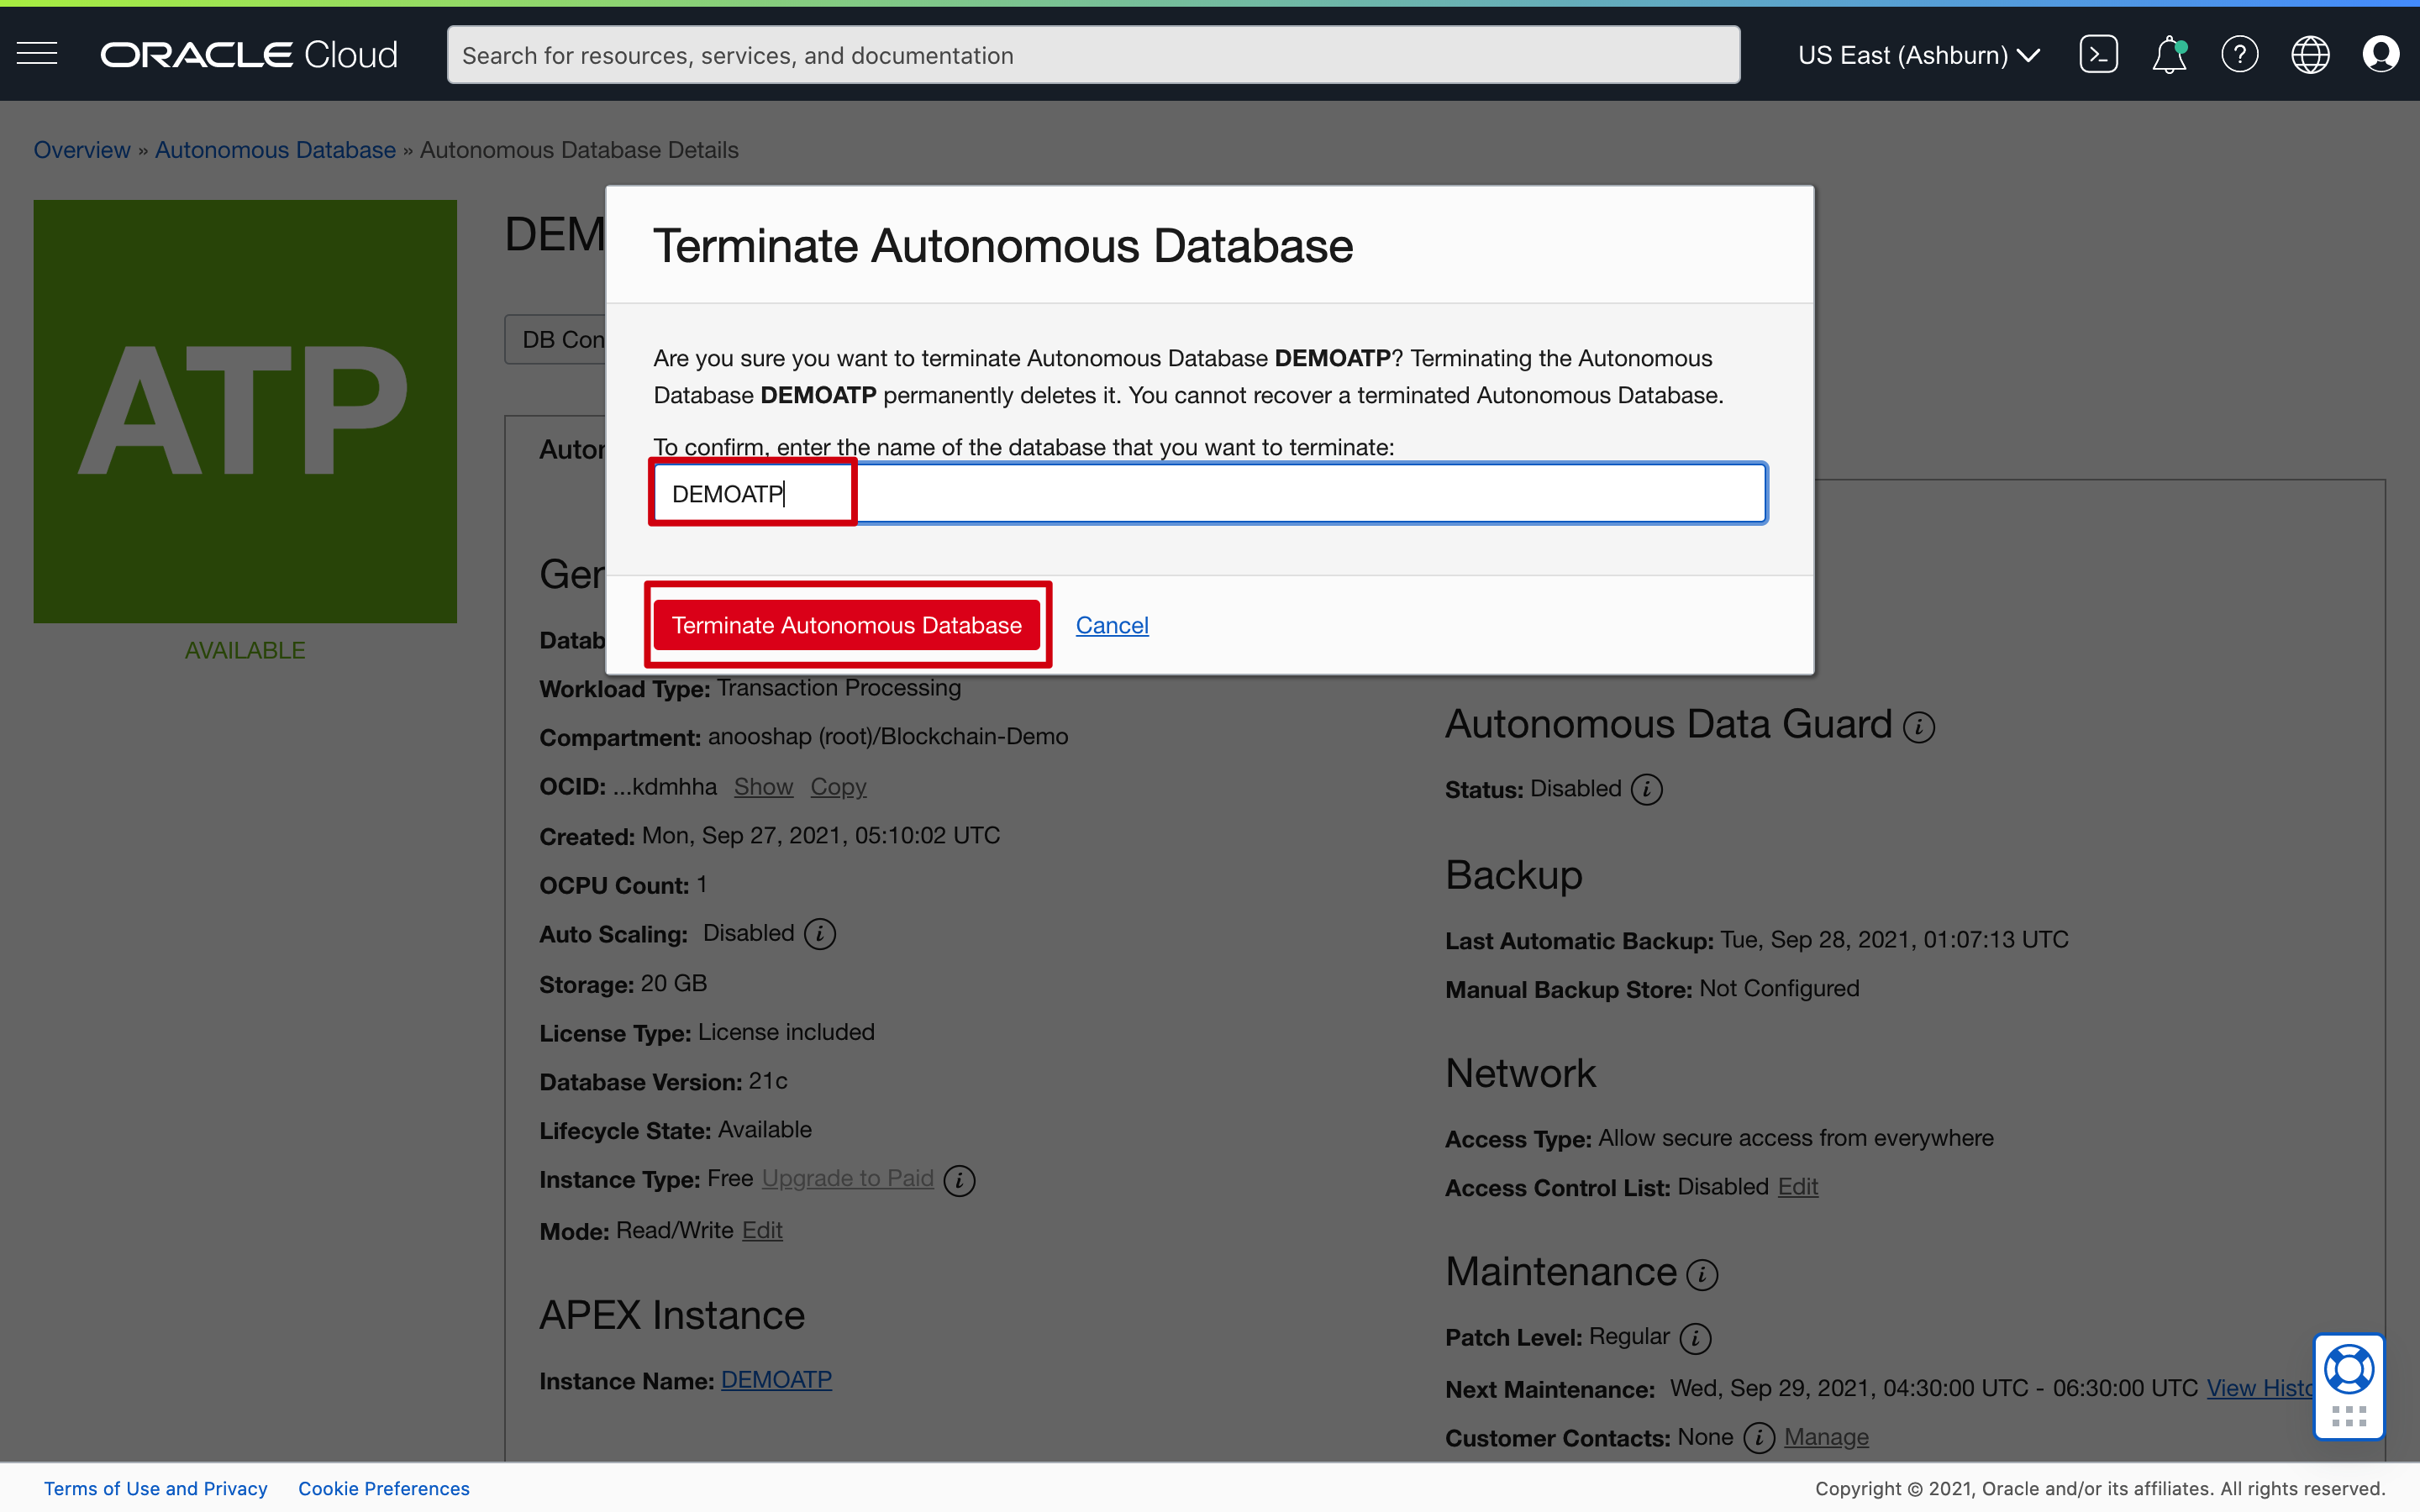 ORACLE Cloud
Search for resources, services, and documentation
US East (Ashburn)
Overview » Autonomous Database » Autonomous Database Details
ATP
AVAILABLE
DEM
DB Con
Terminate Autonomous Database
Are you sure you want to terminate Autonomous Database DEMOATP? Terminating the Autonomous
Database DEMOATP permanently deletes it. You cannot recover a terminated Autonomous Database.
To confirm, enter the name of the database that you want to terminate:
DEMOATP
Terminate Autonomous Database
Cancel
Autor
Ger
Datab
Workload Type: Transaction Processing
Compartment: anooshap (root)/Blockchain-Demo
OCID: ...kdmhha Show Copy
Created: Mon, Sep 27, 2021, 05:10:02 UTC
OCPU Count: 1
Auto Scaling: Disabled
Storage: 20 GB
License Type: License included
Database Version: 21c
Lifecycle State: Available
Instance Type: Free Upgrade to Paid
Mode: Read/Write Edit
APEX Instance
Instance Name: DEMOATP
Autonomous Data Guard
Status: Disabled
Backup
Last Automatic Backup: Tue, Sep 28, 2021, 01:07:13 UTC
Manual Backup Store: Not Configured
Network
Access Type: Allow secure access from everywhere
Access Control List: Disabled Edit
Maintenance
Patch Level: Regular
Next Maintenance: Wed, Sep 29, 2021, 04:30:00 UTC - 06:30:00 UTC View Histo
Customer Contacts: None Manage
Terms of Use and Privacy Cookie Preferences
Copyright © 2021, Oracle and/or its affiliates. All rights reserved.